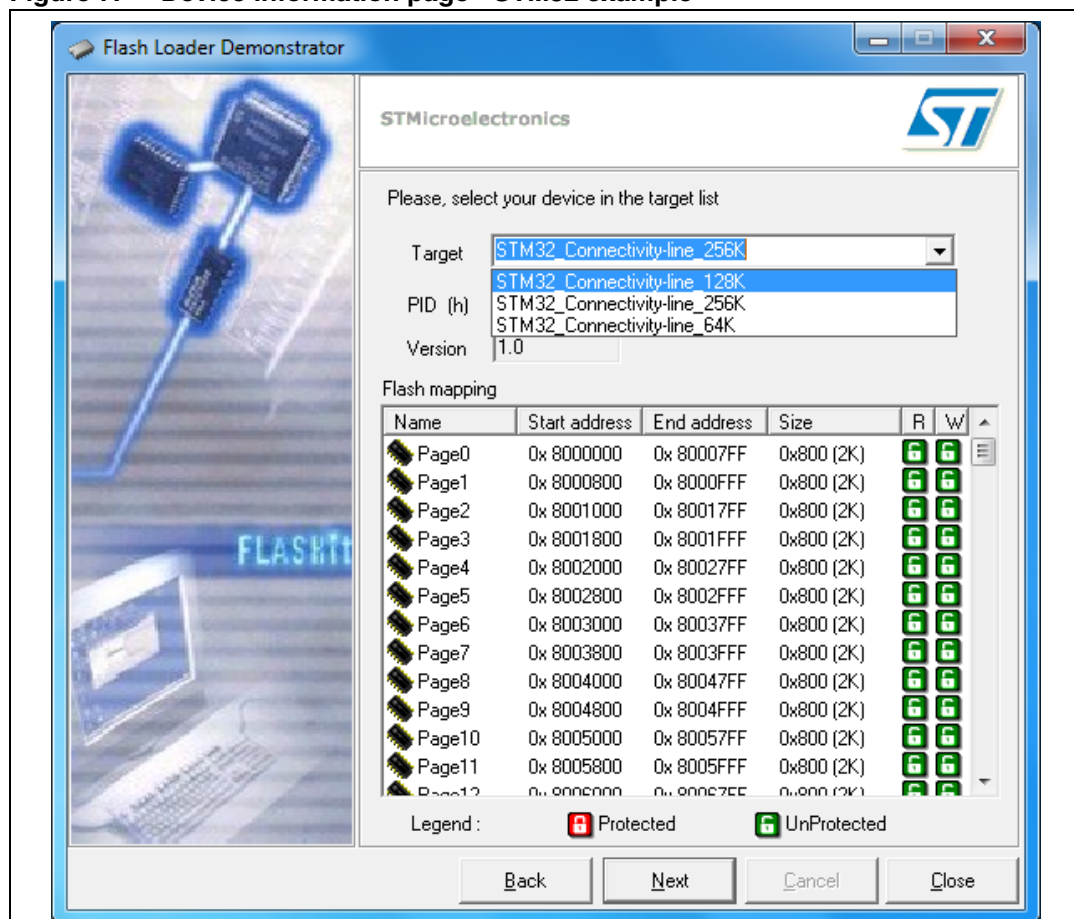 Flash Loader Demonstrator
STMicroelectronics
ST
Please, select your device in the target list
Target STM32_Connectivity-line_256K
STM32_Connectivity-line_128K
PID (h) STM32_Connectivity-line_256K
STM32_Connectivity-line_64K
Version 1.0
Flash mapping
Name Start address End address Size R W
Page0 0x 8000000 0x 80007FF 0x800 (2K)
Page1 0x 8000800 0x 8000FFF 0x800 (2K)
Page2 0x 8001000 0x 80017FF 0x800 (2K)
Page3 0x 8001800 0x 8001FFF 0x800 (2K)
Page4 0x 8002000 0x 80027FF 0x800 (2K)
Page5 0x 8002800 0x 8002FFF 0x800 (2K)
Page6 0x 8003000 0x 80037FF 0x800 (2K)
Page7 0x 8003800 0x 8003FFF 0x800 (2K)
Page8 0x 8004000 0x 80047FF 0x800 (2K)
Page9 0x 8004800 0x 8004FFF 0x800 (2K)
Page10 0x 8005000 0x 80057FF 0x800 (2K)
Page11 0x 8005800 0x 8005FFF 0x800 (2K)
FLASHit
Legend : Protected UnProtected
Back Next Cancel Close